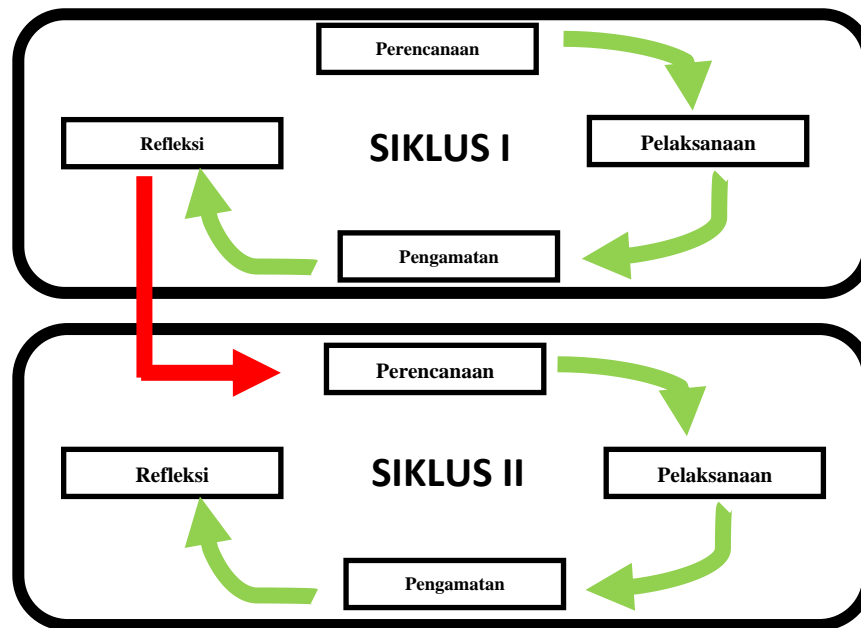 Perencanaan
Refleksi
SIKLUS I
Pelaksanaan
Pengamatan
Perencanaan
Refleksi
SIKLUS II
Pelaksanaan
Pengamatan